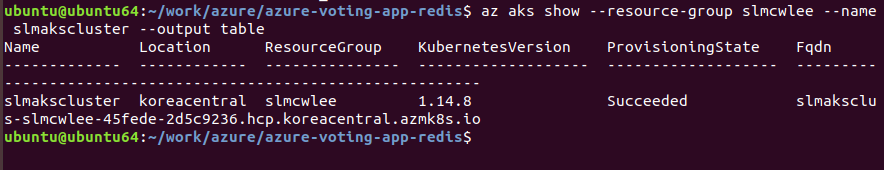 ubuntu@ubuntu64:~/work/azure/azure-voting-app-redis$ az aks show --resource-group slmcwlee --name
 slmakscluster --output table
Name           Location      ResourceGroup    KubernetesVersion    ProvisioningState    Fqdn
-------------  ------------  ---------------  -------------------  -------------------  ---------
--------------------------------------------------
slmakscluster  koreacentral  slmcwlee         1.14.8               Succeeded            slmaksclu
s-slmcwlee-45fede-2d5c9236.hcp.koreacentral.azmk8s.io
ubuntu@ubuntu64:~/work/azure/azure-voting-app-redis$